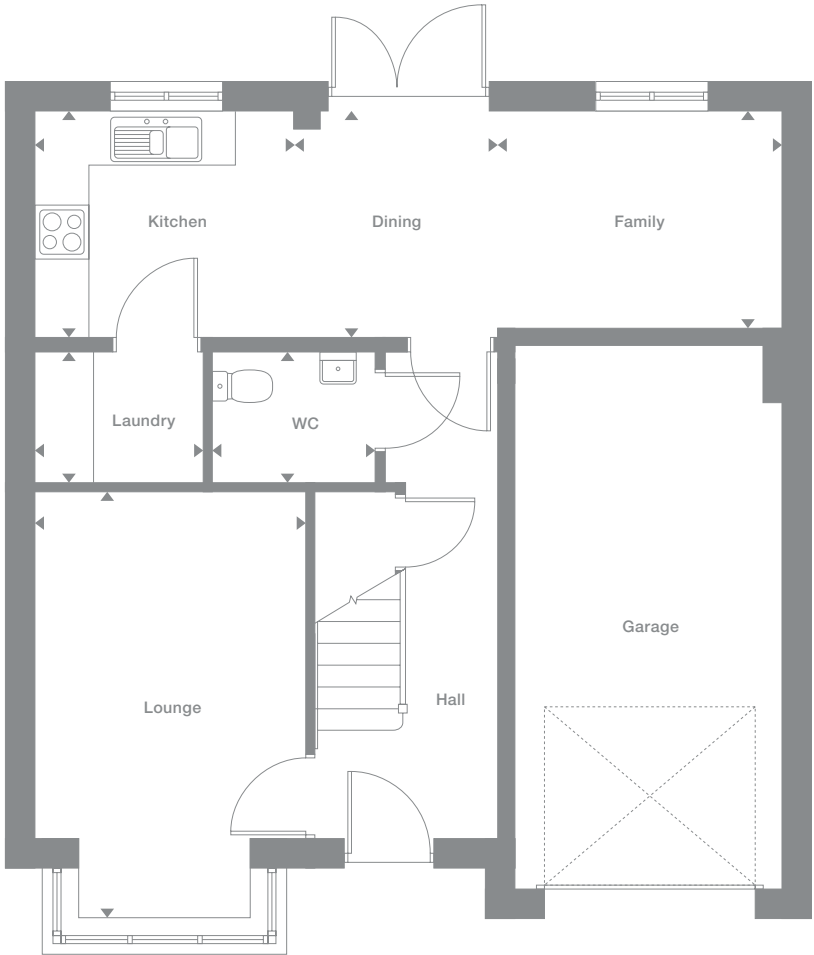 Kitchen
Dining
Family
Laundry
WC
Garage
Hall
Lounge